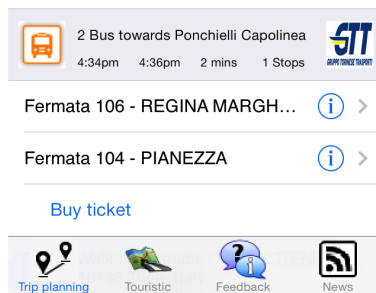 2 Bus towards Ponchielli Capolinea
4:34pm 4:36pm 2 mins 1 Stops
GTT
GRUPPO TORINESE TRASPORTI
Fermata 106 - REGINA MARGH...
Fermata 104 - PIANEZZA
Buy ticket
Trip planning Touristic Feedback News